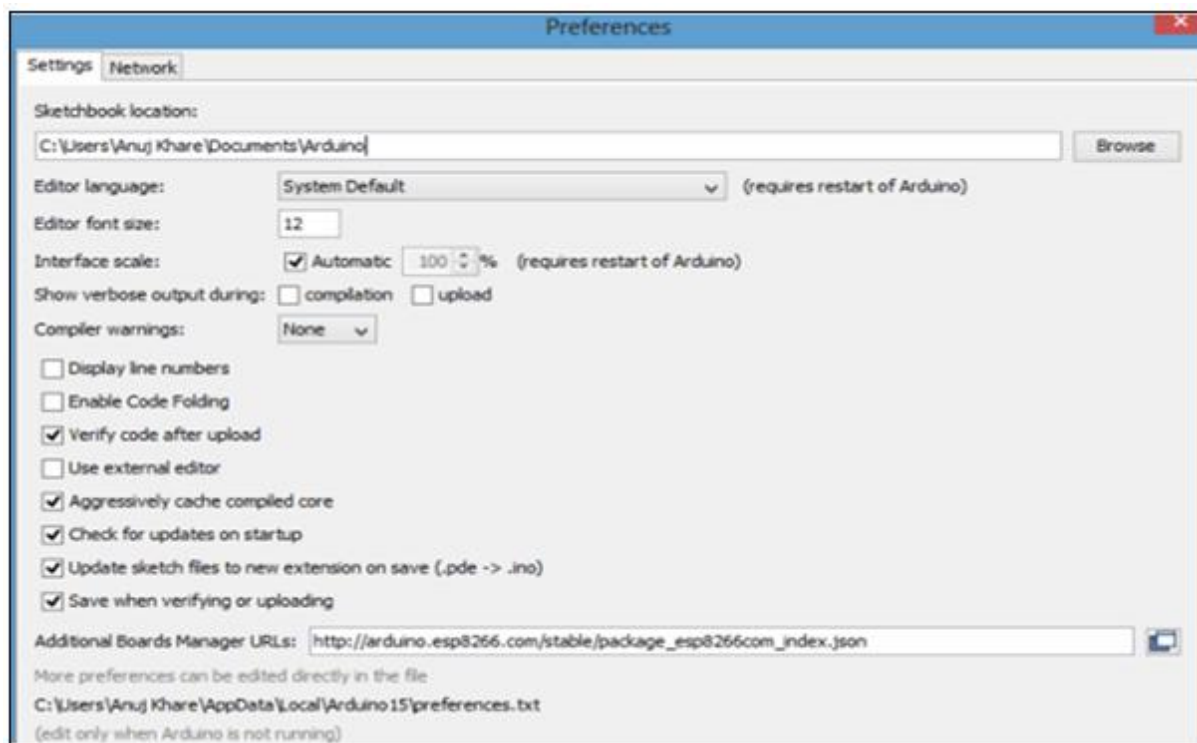 Preferences
Settings Network
Sketchbook location:
C:\Users\Anuj Khare\Documents\Arduino Browse
Editor language: System Default (requires restart of Arduino)
Editor font size: 12
Interface scale: Automatic 100 % (requires restart of Arduino)
Show verbose output during: compilation upload
Compiler warnings: None
Display line numbers
Enable Code Folding
Verify code after upload
Use external editor
Aggressively cache compiled core
Check for updates on startup
Update sketch files to new extension on save (.pde -> .ino)
Save when verifying or uploading
Additional Boards Manager URLs: http://arduino.esp8266.com/stable/package_esp8266com_index.json
More preferences can be edited directly in the file
C:\Users\Anuj Khare\AppData\Local\Arduino15\preferences.txt
(edit only when Arduino is not running)